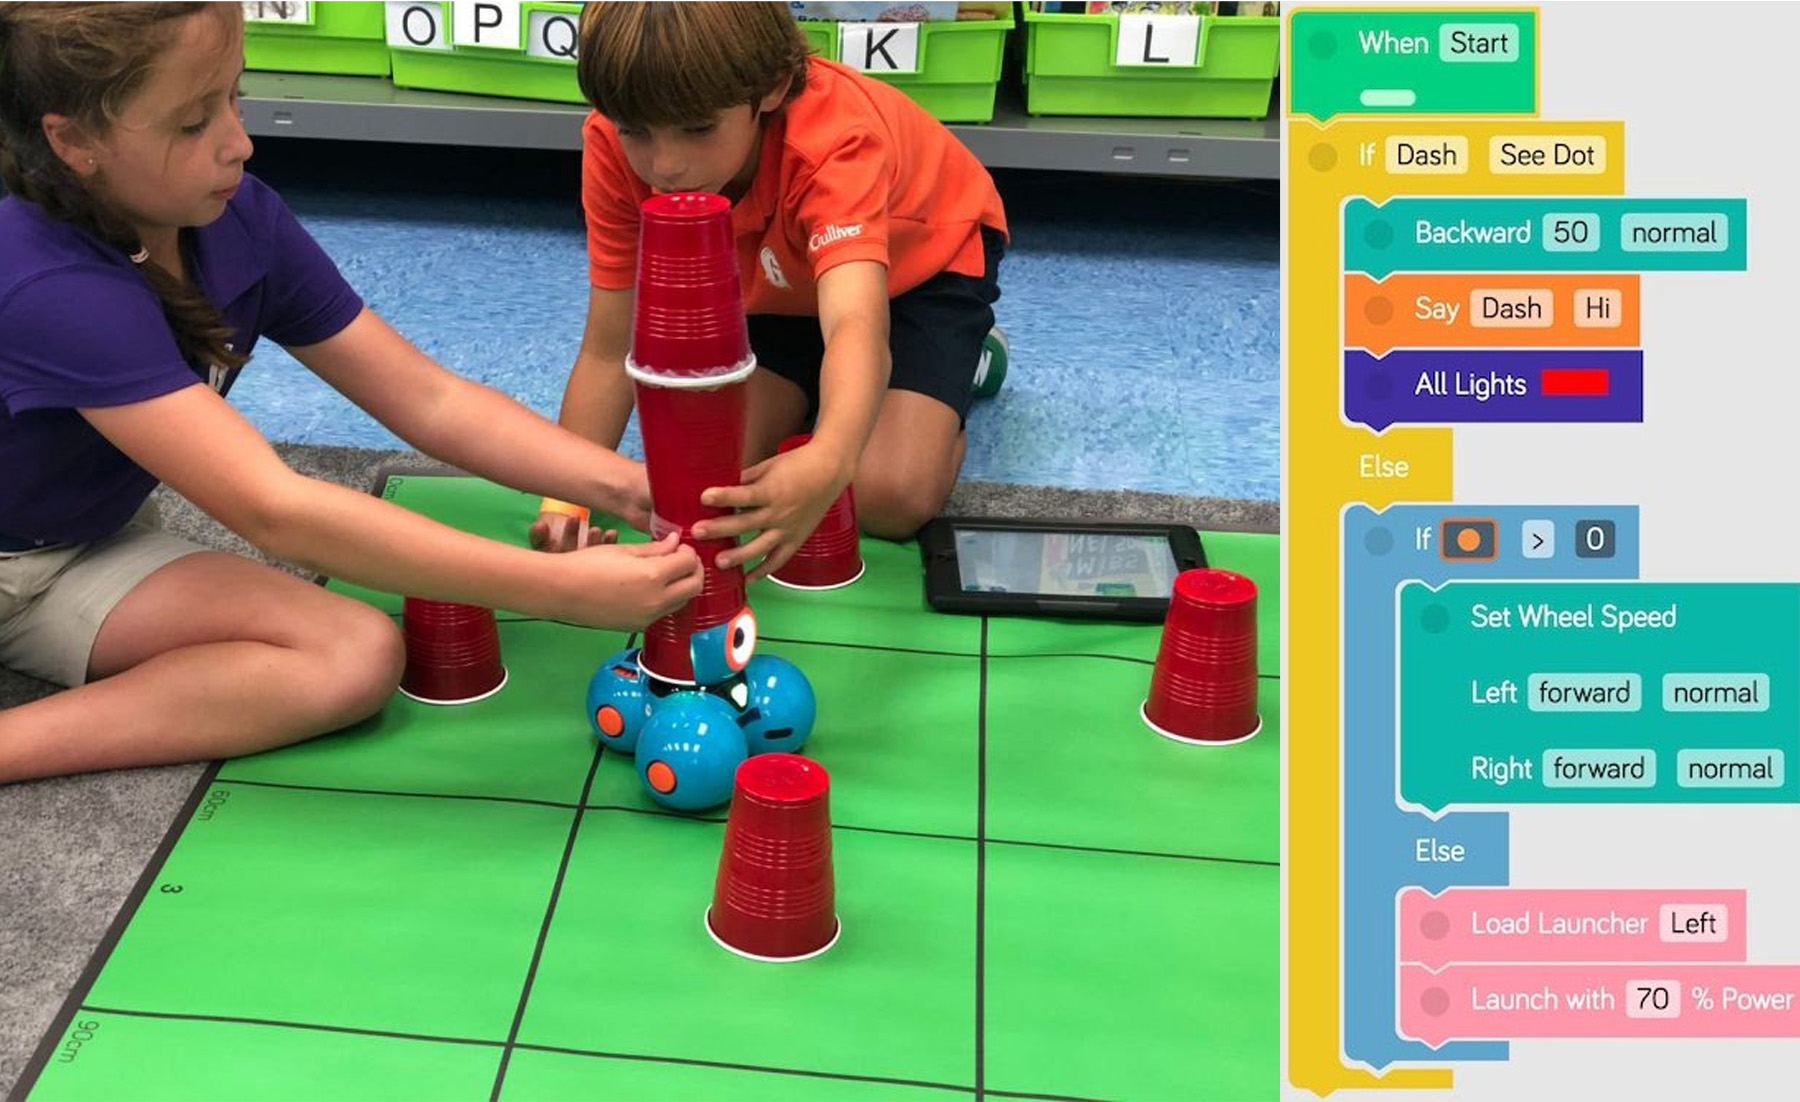 O P Q
K
L
Gulliver
G
0cm
60cm
3
90cm
When Start
If Dash See Dot
Backward 50 normal
Say Dash Hi
All Lights
Else
If > 0
Set Wheel Speed
Left forward normal
Right forward normal
Else
Load Launcher Left
Launch with 70 % Power